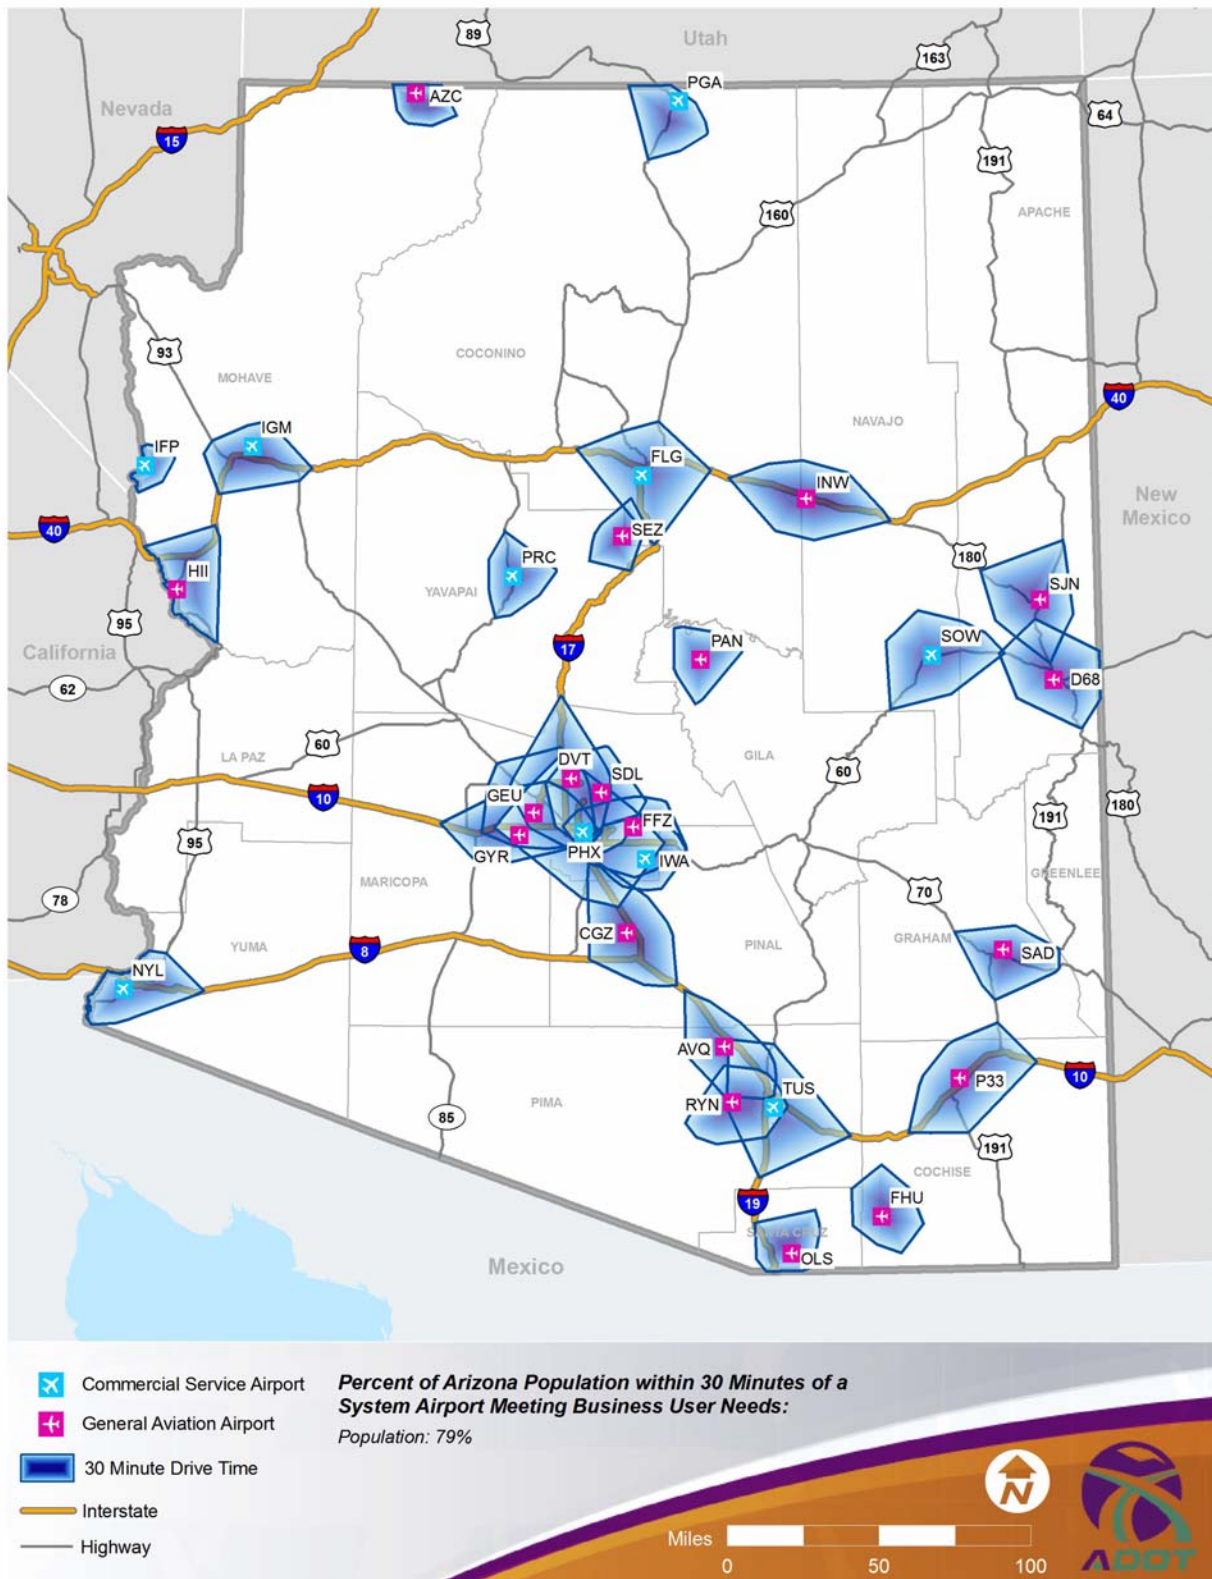 89
Utah
163
PGA
AZC
Nevada
64
15
191
160
APACHE
93
COCONINO
MOHAVE
40
NAVAJO
IGM
IFP
FLG
INW
New
Mexico
40
SEZ
180
PRC
HII
SJN
YAVAPAI
95
PAN
SOW
17
California
D68
62
GILA
60
LA PAZ
DVT
SDL
60
10
GEU
180
FFZ
191
95
GYR
PHX
IWA
MARICOPA
GREENLEE
70
78
CGZ
GRAHAM
YUMA
8
PINAL
SAD
NYL
AVQ
P33
10
TUS
RYN
PIMA
85
191
COCHISE
FHU
19
SANTA CRUZ
OLS
Mexico
Commercial Service Airport
General Aviation Airport
30 Minute Drive Time
Interstate
Highway
Percent of Arizona Population within 30 Minutes of a
System Airport Meeting Business User Needs:
Population: 79%
N
Miles
0 50 100
ADOT